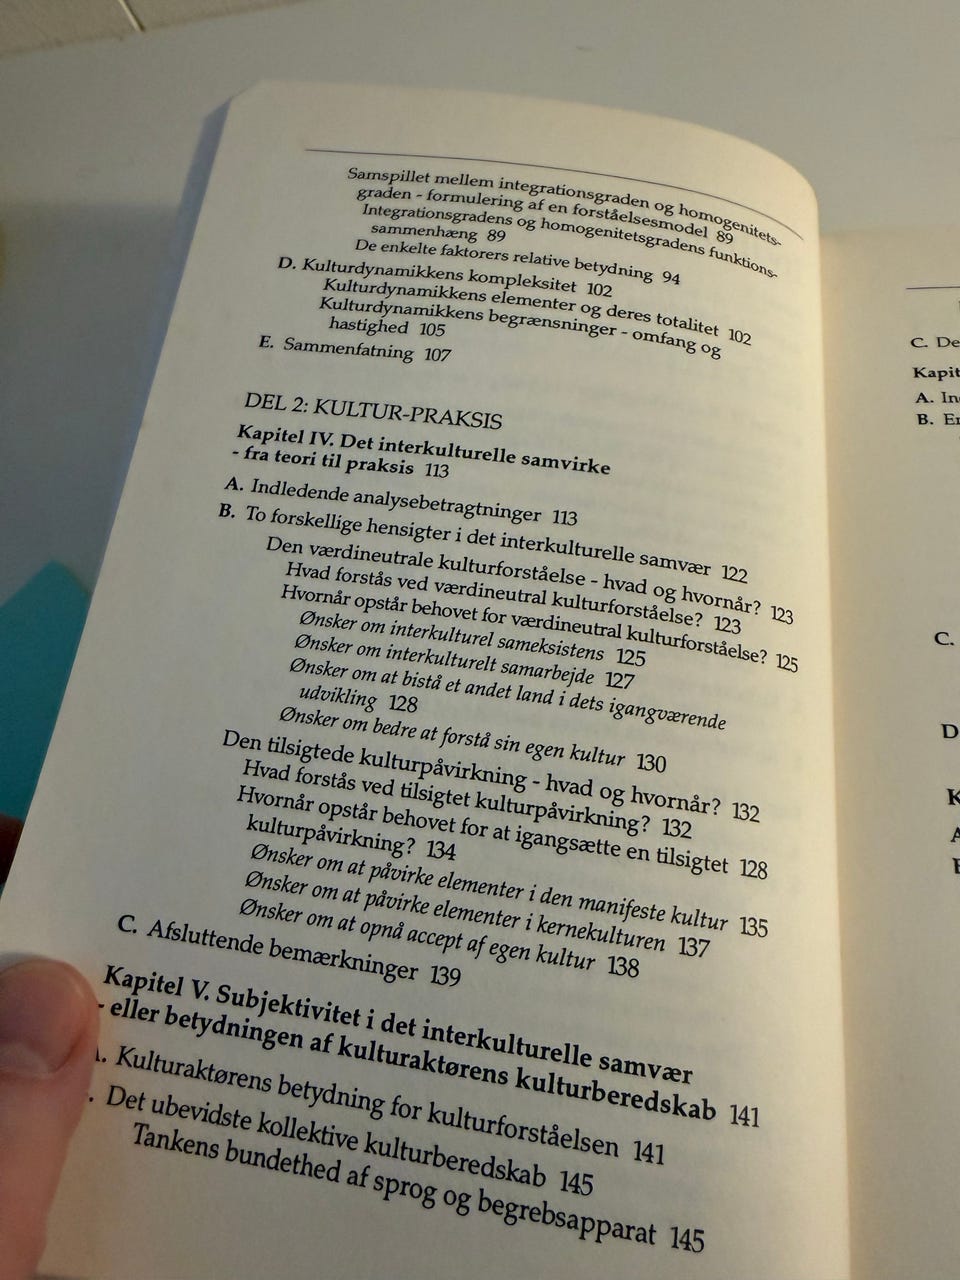 Samspillet mellem integrationsgraden og homogenitets-
graden - formulering af en forståelsesmodel 89
Integrationsgradens og homogenitetsgradens funktions-
sammenhæng 89
De enkelte faktorers relative betydning 94
D. Kulturdynamikkens kompleksitet 102
Kulturdynamikkens elementer og deres totalitet 102
Kulturdynamikkens begrænsninger - omfang og
hastighed 105
E. Sammenfatning 107
DEL 2: KULTUR-PRAKSIS
Kapitel IV. Det interkulturelle samvirke
- fra teori til praksis 113
A. Indledende analysebetragtninger 113
B. To forskellige hensigter i det interkulturelle samvær 122
Den værdineutrale kulturforståelse - hvad og hvornår? 123
Hvad forstås ved værdineutral kulturforståelse? 123
Hvornår opstår behovet for værdineutral kulturforståelse? 125
Ønsker om interkulturel sameksistens 125
Ønsker om interkulturelt samarbejde 127
Ønsker om at bistå et andet land i dets igangværende
udvikling 128
Ønsker om bedre at forstå sin egen kultur 130
Den tilsigtede kulturpåvirkning - hvad og hvornår? 132
Hvad forstås ved tilsigtet kulturpåvirkning? 132
Hvornår opstår behovet for at igangsætte en tilsigtet 128
kulturpåvirkning? 134
Ønsker om at påvirke elementer i den manifeste kultur 135
Ønsker om at påvirke elementer i kernekulturen 137
Ønsker om at opnå accept af egen kultur 138
C. Afsluttende bemærkninger 139
Kapitel V. Subjektivitet i det interkulturelle samvær
- eller betydningen af kulturaktørens kulturberedskab 141
Kulturaktørens betydning for kulturforståelsen 141
Det ubevidste kollektive kulturberedskab 145
Tankens bundethed af sprog og begrebsapparat 145
C. De
Kapit
A. In
B. Er
C.
D
K